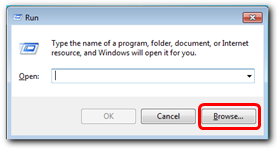 Run
Type the name of a program, folder, document, or Internet
resource, and Windows will open it for you.
Open:
OK
Cancel
Browse...